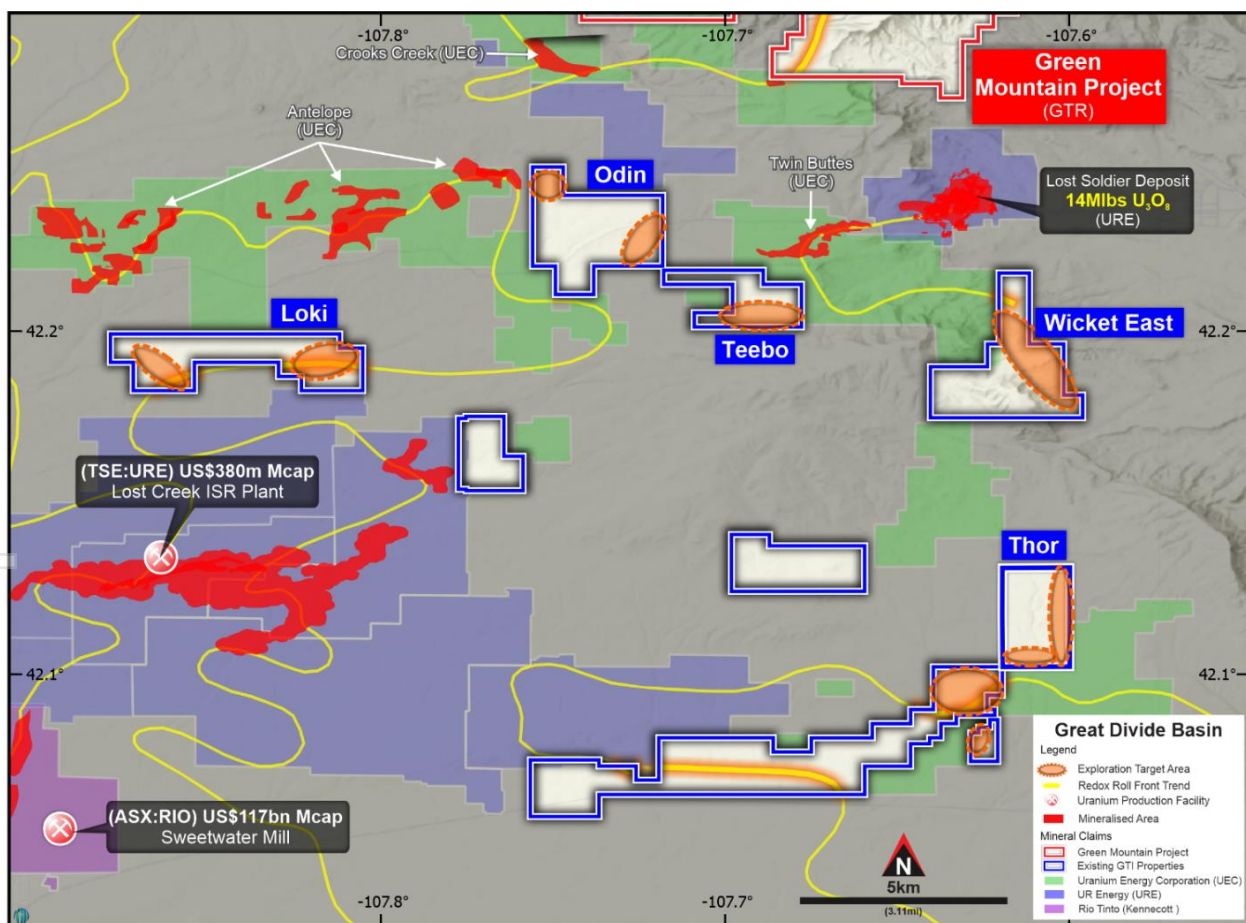 -107.8°
-107.7°
-107.6°
Crooks Creek (UEC)
Green
Mountain Project
(GTR)
Antelope
(UEC)
Odin
Twin Buttes
(UEC)
Lost Soldier Deposit
14Mlbs U₃O₈
(URE)
42.2°
Loki
Teebo
Wicket East
42.2°
(TSE:URE) US$380m Mcap
Lost Creek ISR Plant
Thor
42.1°
42.1°
(ASX:RIO) US$117bn Mcap
Sweetwater Mill
N
5km
(3.11mi)
-107.8°
-107.7°
Great Divide Basin
Legend
Exploration Target Area
Redox Roll Front Trend
Uranium Production Facility
Mineralised Area
Mineral Claims
Green Mountain Project
Existing GTI Properties
Uranium Energy Corporation (UEC)
UR Energy (URE)
Rio Tinto (Kennecott )